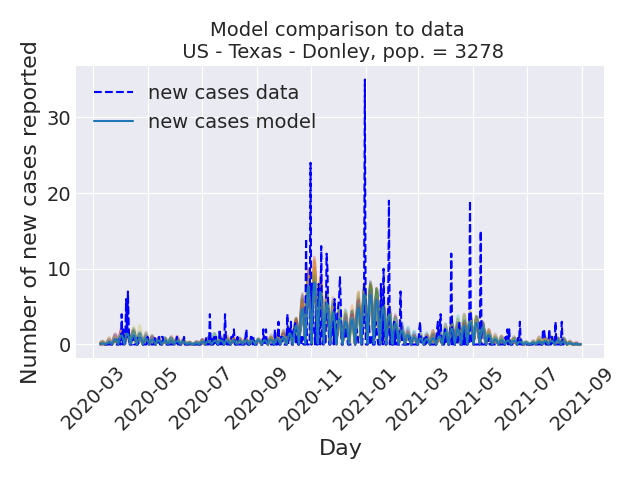 Model comparison to data
US - Texas - Donley, pop. = 3278
Number of new cases reported
new cases data
new cases model
30
20
10
0
2020-03
2020-05
2020-07
2020-09
2020-11
2021-01
2021-03
2021-05
2021-07
2021-09
Day